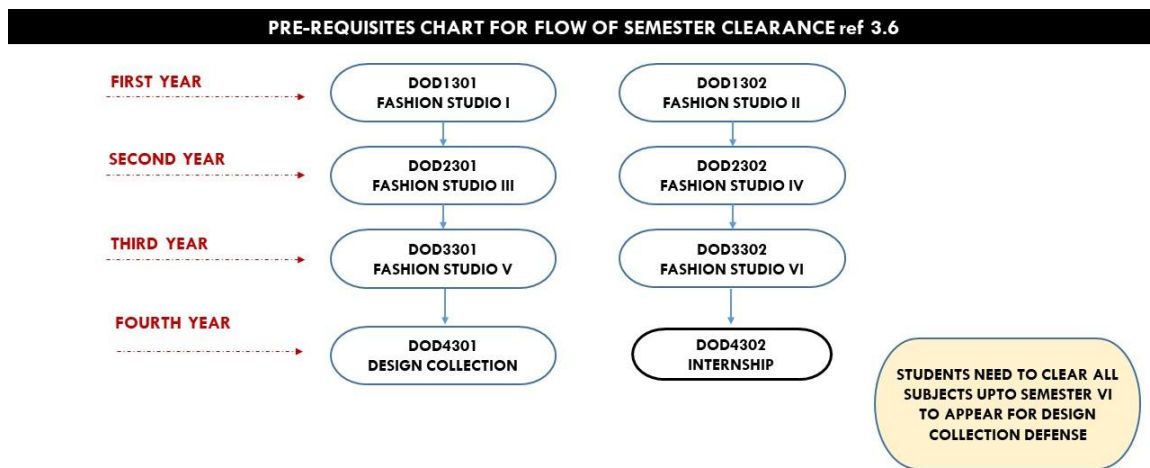 PRE-REQUISITES CHART FOR FLOW OF SEMESTER CLEARANCE ref 3.6
FIRST YEAR
DOD1301
FASHION STUDIO I
DOD1302
FASHION STUDIO II
SECOND YEAR
DOD2301
FASHION STUDIO III
DOD2302
FASHION STUDIO IV
THIRD YEAR
DOD3301
FASHION STUDIO V
DOD3302
FASHION STUDIO VI
FOURTH YEAR
DOD4301
DESIGN COLLECTION
DOD4302
INTERNSHIP
STUDENTS NEED TO CLEAR ALL
SUBJECTS UPTO SEMESTER VI
TO APPEAR FOR DESIGN
COLLECTION DEFENSE